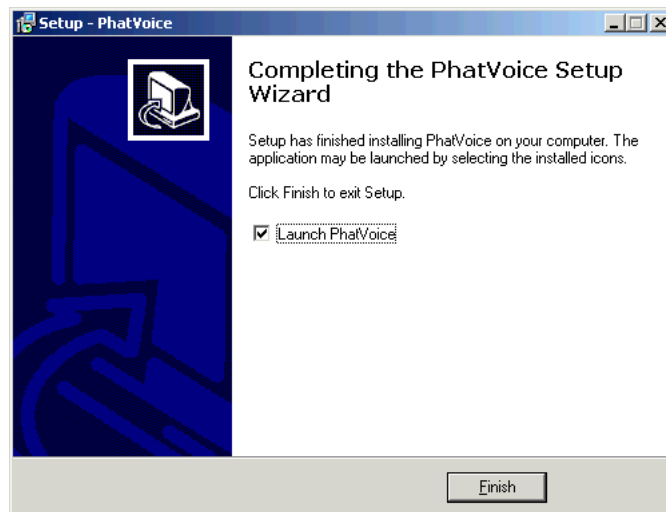 Setup - PhatVoice
Completing the PhatVoice Setup
Wizard
Setup has finished installing PhatVoice on your computer. The
application may be launched by selecting the installed icons.
Click Finish to exit Setup.
Launch PhatVoice
Finish